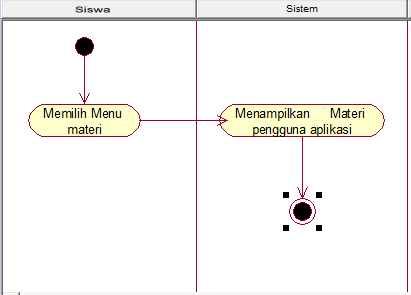 Siswa
Sistem
Memilih Menu
materi
Menampilkan Materi
pengguna aplikasi